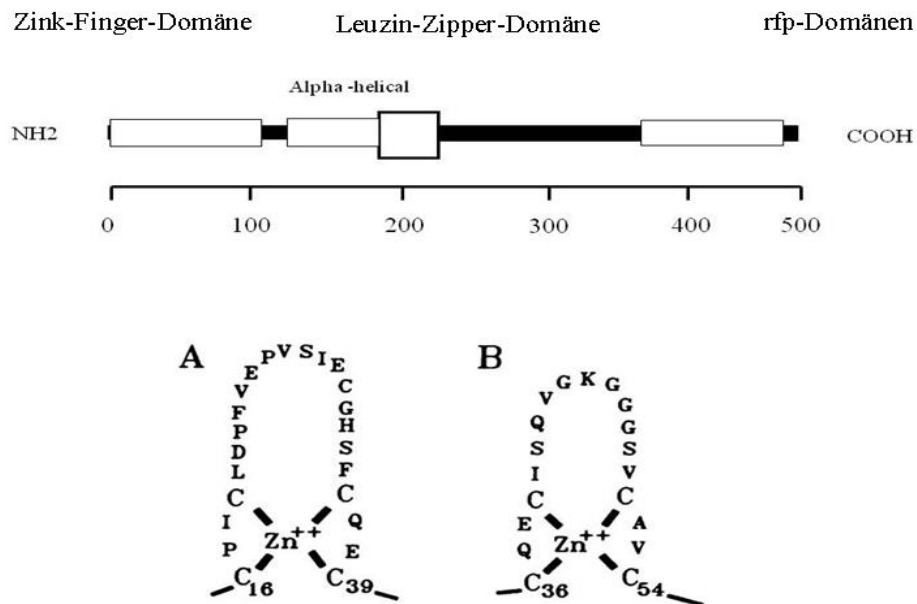 Zink-Finger-Domäne Leuzin-Zipper-Domäne rfp-Domänen
Alpha -helical
NH2 COOH
0 100 200 300 400 500
A
C16
P
I
C
L
D
P
F
V
E
P
V
S
I
E
C
G
H
S
F
C
Q
E
C39
Zn++
B
C36
Q
E
C
I
S
Q
V
G
K
G
G
G
S
V
C
A
V
C54
Zn++